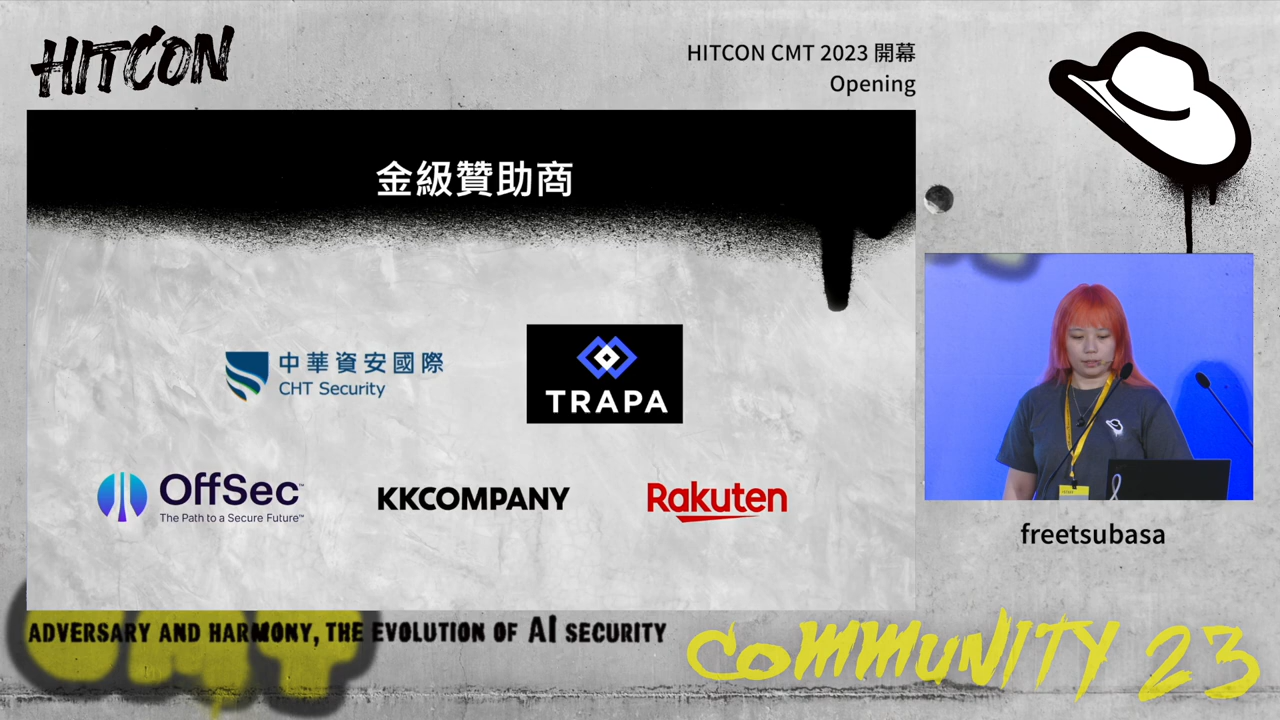 HITCON
HITCON CMT 2023 開幕
Opening
金級贊助商
中華資安國際
CHT Security
TRAPA
OffSec™
The Path to a Secure Future™
KKCOMPANY
Rakuten
freetsubasa
CMT
ADVERSARY AND HARMONY, THE EVOLUTION OF AI SECURITY
COMMUNITY 23